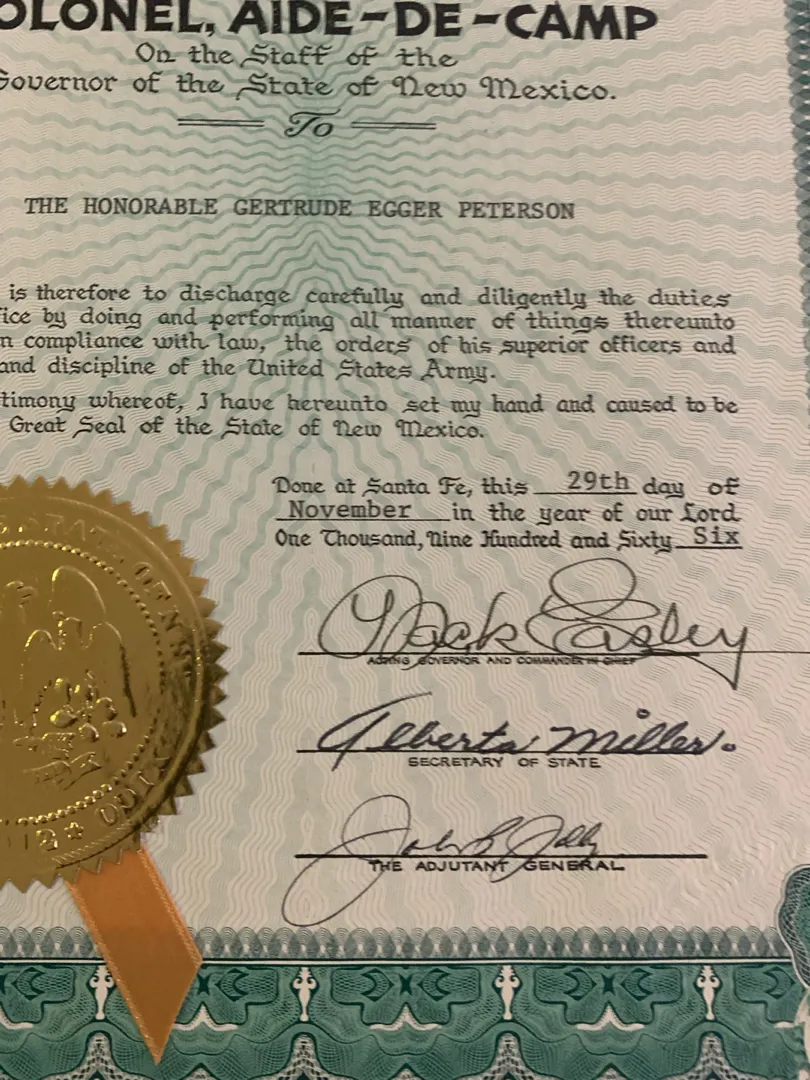 OLONEL, AIDE-DE-CAMP
On the Staff of the
Governor of the State of New Mexico.
To
THE HONORABLE GERTRUDE EGGER PETERSON
is therefore to discharge carefully and diligently the duties
ice by doing and performing all manner of things thereunto
n compliance with law, the orders of his superior officers and
and discipline of the United States Army.
timony whereof, I have hereunto set my hand and caused to be
Great Seal of the State of New Mexico.
Done at Santa Fe, this 29th day of
November in the year of our Lord
One Thousand, Nine Hundred and Sixty Six
Mack Easley
ACTING GOVERNOR AND COMMANDER IN CHIEF
Alberta Miller.
SECRETARY OF STATE
John P. Jolly
THE ADJUTANT GENERAL